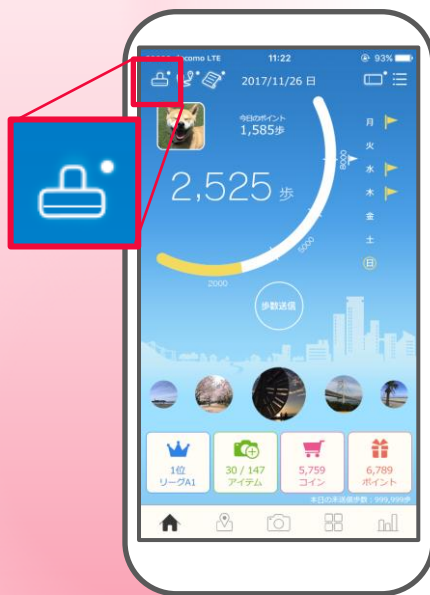 docomo LTE 11:22 93%
2017/11/26 日
今日のポイント
1,585歩
2,525 歩
8000
5000
2000
月
火
水
木
金
土
日
歩数送信
1位
リーグA1
30 / 147
アイテム
5,759
コイン
6,789
ポイント
本日の未送信歩数：999,999歩